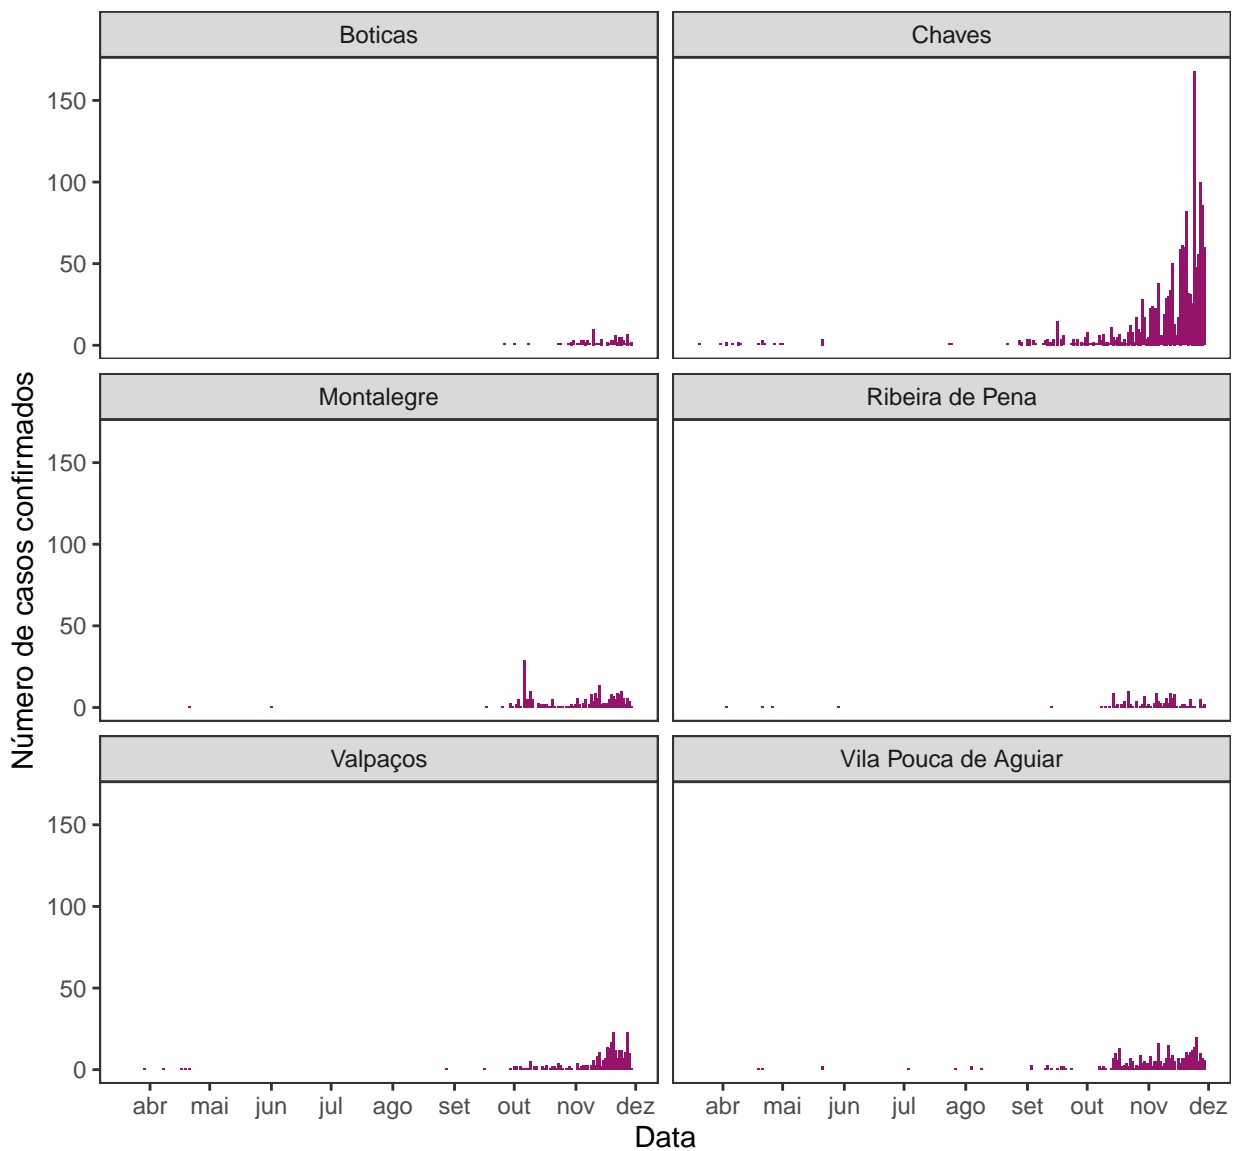 Boticas
Chaves
150
100
50
0
Montalegre
Ribeira de Pena
150
100
50
0
Valpaços
Vila Pouca de Aguiar
150
100
50
0
abr mai jun jul ago set out nov dez
abr mai jun jul ago set out nov dez
Data
Número de casos confirmados